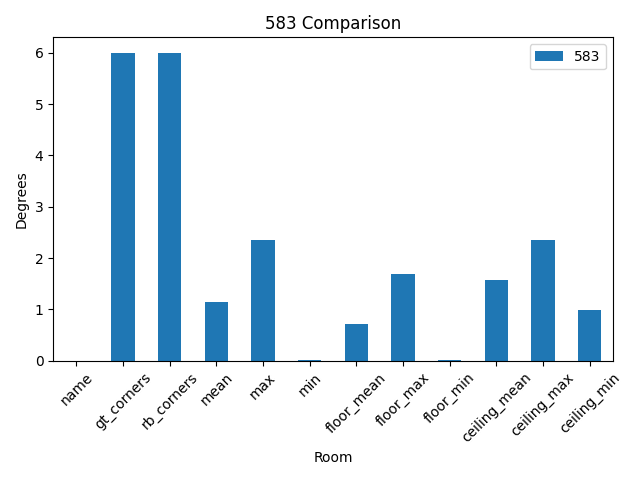 583 Comparison
583
Degrees
6
5
4
3
2
1
0
name
gt_corners
rb_corners
mean
max
min
floor_mean
floor_max
floor_min
ceiling_mean
ceiling_max
ceiling_min
Room